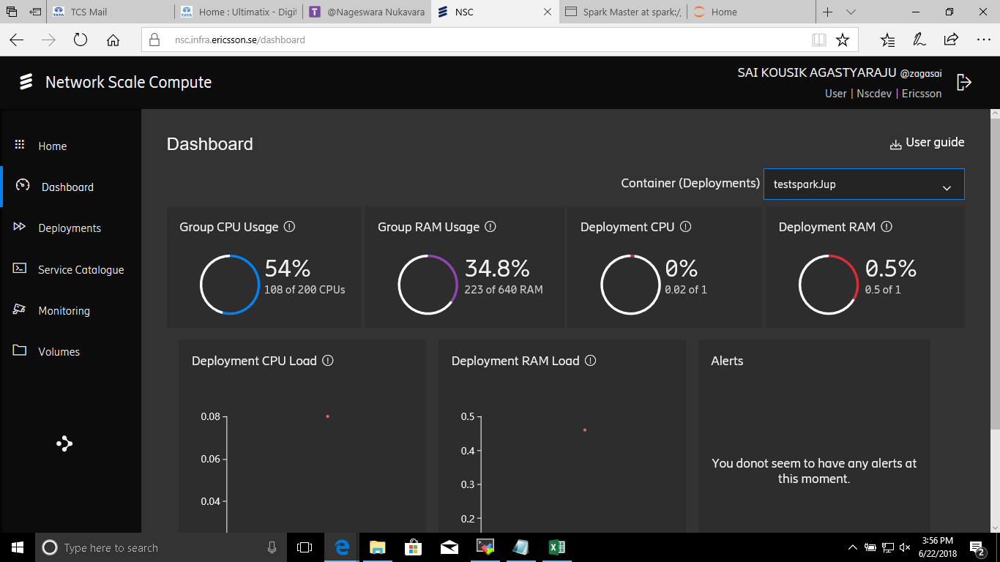 TCS Mail
Home : Ultimatix - Digit
@Nageswara Nukavara
NSC
Spark Master at spark:/
Home
nsc.infra.ericsson.se/dashboard
Network Scale Compute
SAI KOUSIK AGASTYARAJU @zagasai
User | Nscdev | Ericsson
Home
Dashboard
Deployments
Service Catalogue
Monitoring
Volumes
Dashboard
User guide
Container (Deployments)
testsparkJup
Group CPU Usage
54%
108 of 200 CPUs
Group RAM Usage
34.8%
223 of 640 RAM
Deployment CPU
0%
0.02 of 1
Deployment RAM
0.5%
0.5 of 1
Deployment CPU Load
0.08
0.06
0.04
Deployment RAM Load
0.5
0.4
0.3
0.2
Alerts
You donot seem to have any alerts at
this moment.
Type here to search
3:56 PM
6/22/2018
2